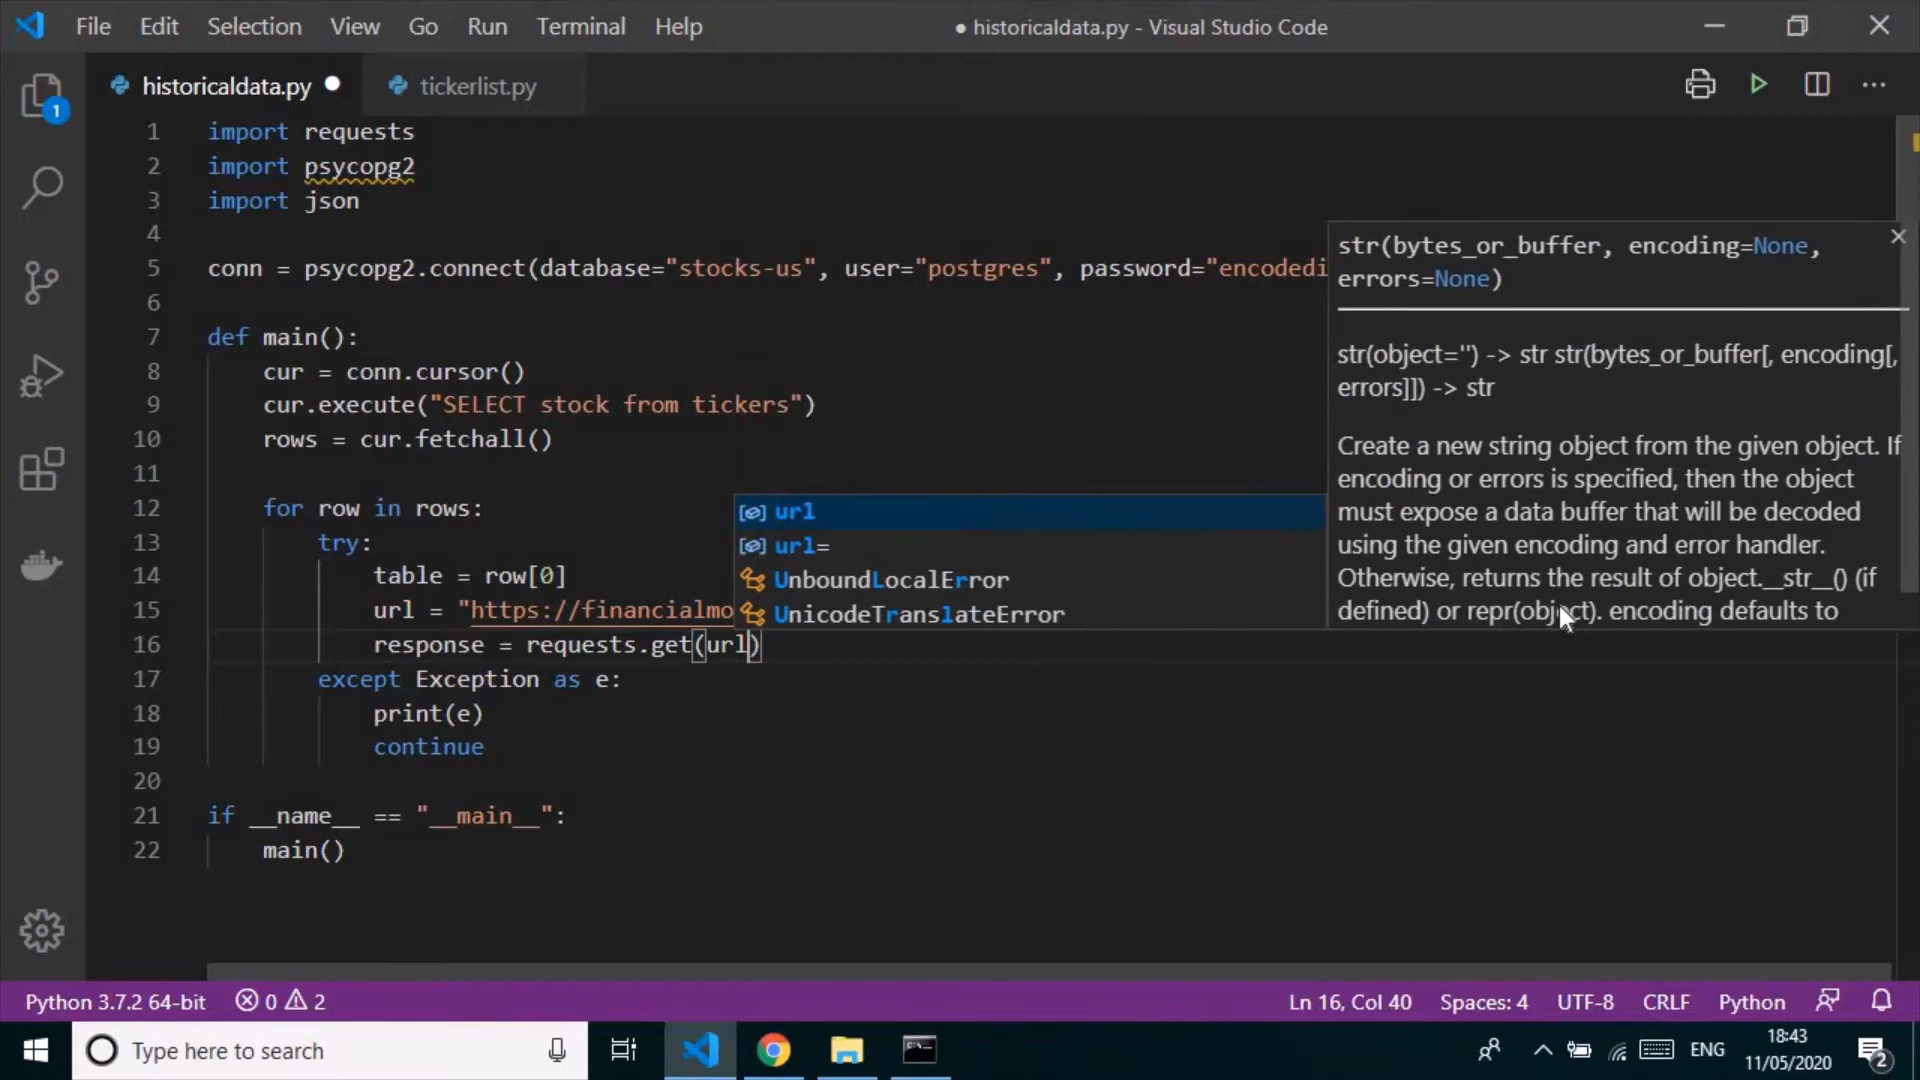 File Edit Selection View Go Run Terminal Help
● historicaldata.py - Visual Studio Code
historicaldata.py
tickerlist.py
1
1 import requests
2 import psycopg2
3 import json
4
5 conn = psycopg2.connect(database="stocks-us", user="postgres", password="encodedi
6
7 def main():
8 cur = conn.cursor()
9 cur.execute("SELECT stock from tickers")
10 rows = cur.fetchall()
11
12 for row in rows:
13 try:
14 table = row[0]
15 url = "https://financialmo
16 response = requests.get(url)
17 except Exception as e:
18 print(e)
19 continue
20
21 if __name__ == "__main__":
22 main()
url
url=
UnboundLocalError
UnicodeTranslateError
str(bytes_or_buffer, encoding=None,
errors=None)
str(object='') -> str str(bytes_or_buffer[, encoding[,
errors]]) -> str
Create a new string object from the given object. If
encoding or errors is specified, then the object
must expose a data buffer that will be decoded
using the given encoding and error handler.
Otherwise, returns the result of object.__str__() (if
defined) or repr(object). encoding defaults to
Python 3.7.2 64-bit 0 2
Ln 16, Col 40 Spaces: 4 UTF-8 CRLF Python
Type here to search
ENG
18:43
11/05/2020
2